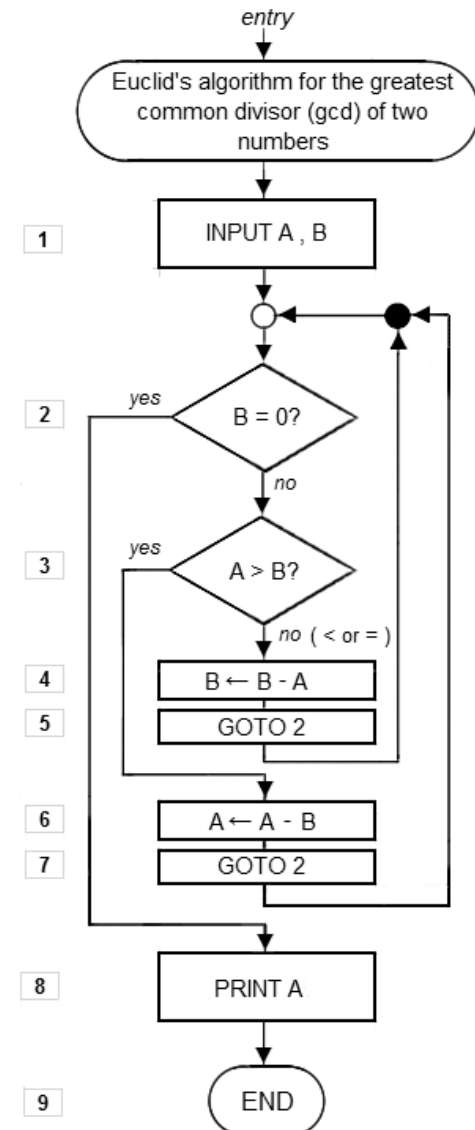 entry
Euclid's algorithm for the greatest
common divisor (gcd) of two
numbers
1
INPUT A , B
2
yes
B = 0?
no
3
yes
A > B?
no ( < or = )
4
B ← B - A
5
GOTO 2
6
A ← A - B
7
GOTO 2
8
PRINT A
9
END